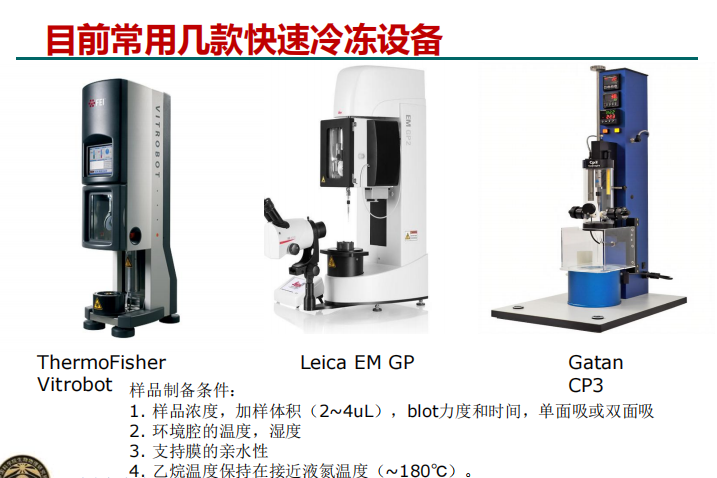 目前常用几款快速冷冻设备
FEI
VITROBOT
EM GP2
CpX
ThermoFisher
Vitrobot
Leica EM GP
Gatan
CP3
样品制备条件：
1. 样品浓度，加样体积（2~4uL），blot力度和时间，单面吸或双面吸
2. 环境腔的温度，湿度
3. 支持膜的亲水性
4. 乙烷温度保持在接近液氮温度（~180℃）。